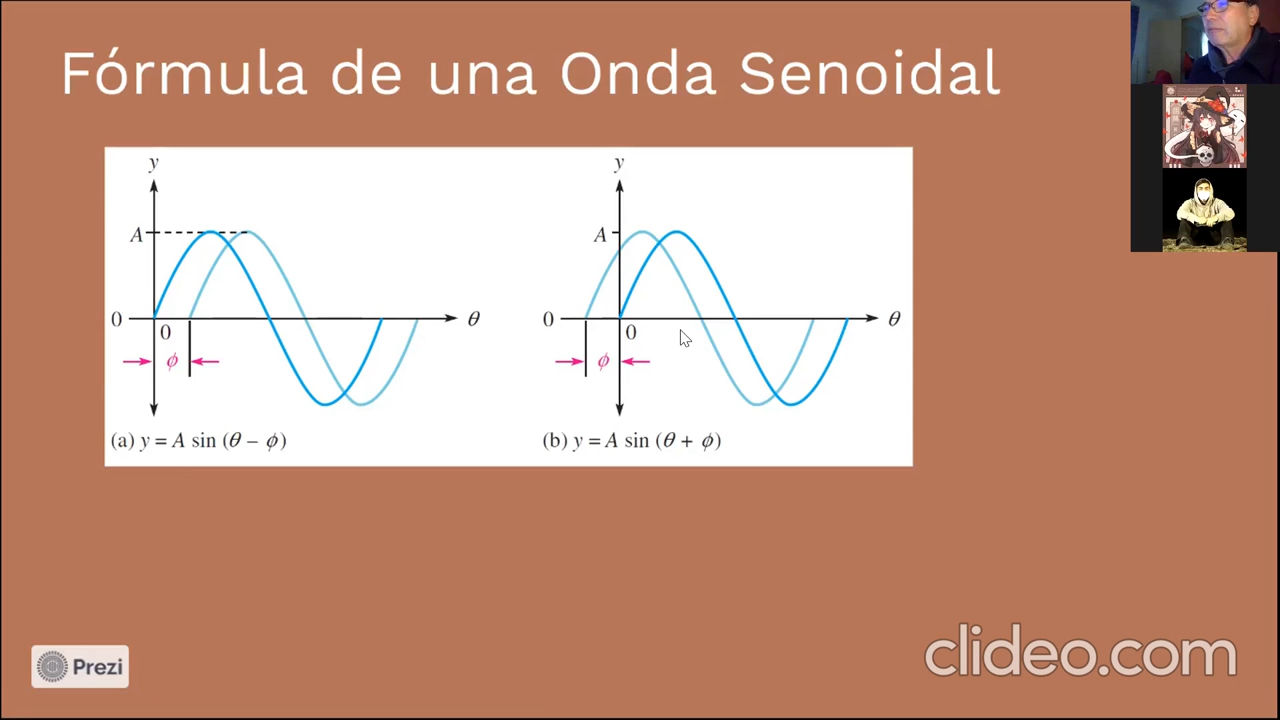 Fórmula de una Onda Senoidal
y
A
0
0
ϕ
θ
(a) y = A sin (θ – ϕ)
y
A
0
0
ϕ
θ
(b) y = A sin (θ + ϕ)
Prezi
clideo.com